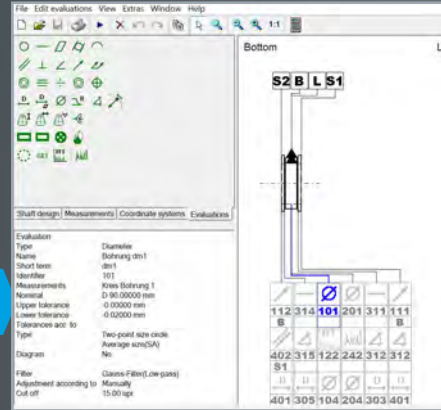 File Edit evaluations View Extras Window Help
1:1
Shaft design Measurements Coordinate systems Evaluations
Evaluation
Type Diameter
Name Bohrung dm1
Short term dm1
Identifier 101
Measurements Kreis Bohrung 1
Nominal D 90.00000 mm
Upper tolerance -0.00000 mm
Lower tolerance -0.02000 mm
Tolerances acc. to
Type Two-point size circle
Average size(SA)
Diagram No
Filter Gauss-Filter(Low-pass)
Adjustment according to Manually
Cut off 15.00 upr
Bottom
L
S2 B L S1
112 314 101 201 311 111
B B
402 315 122 242 312 312
S1
401 305 104 204 303 401